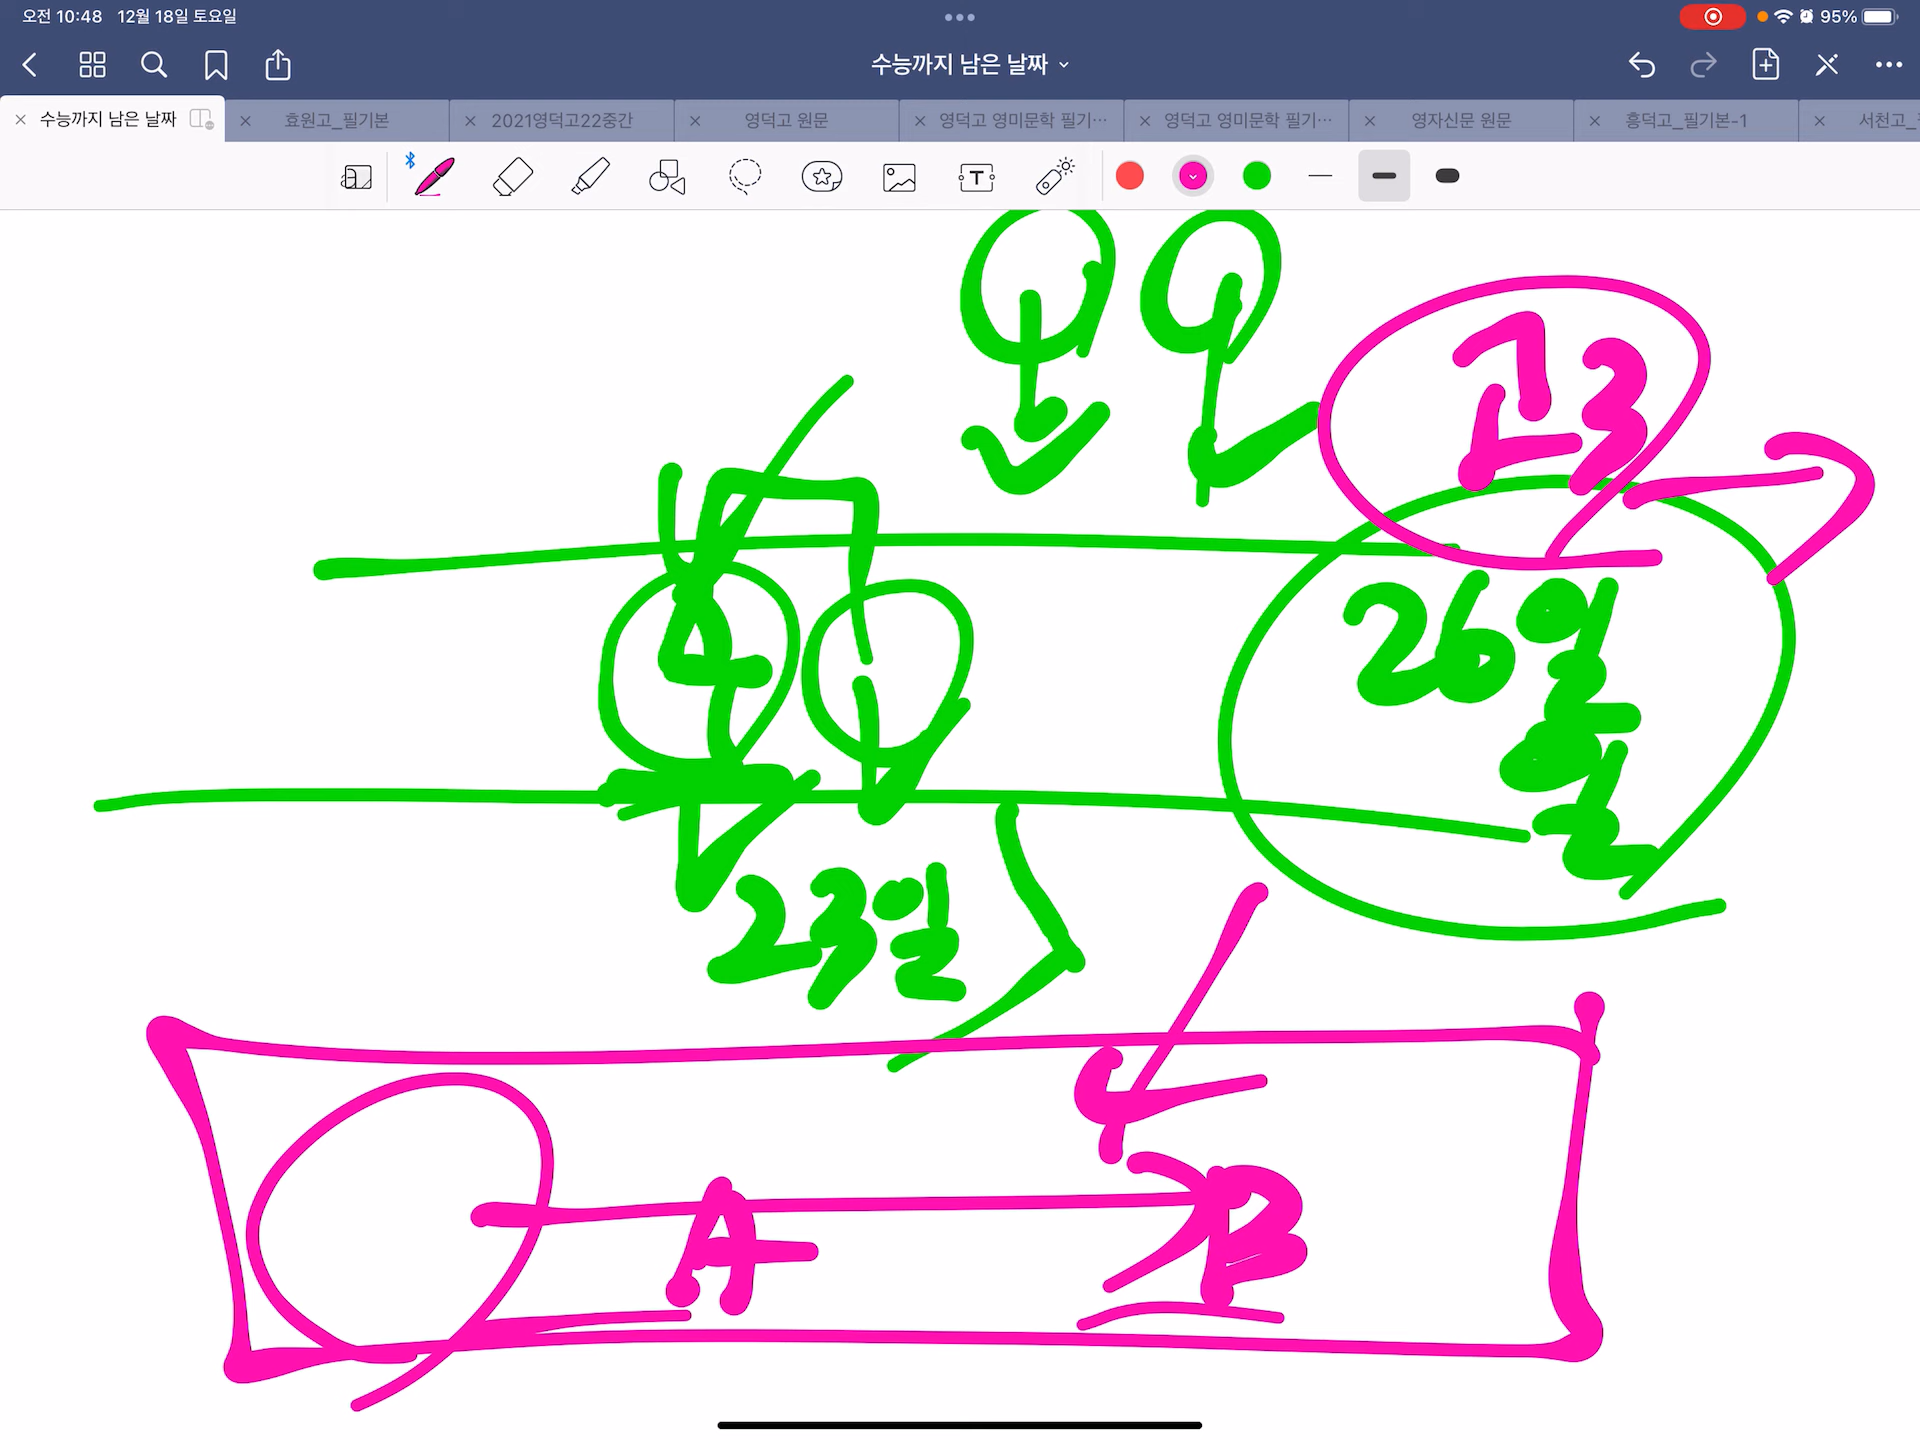 오전 10:48 12월 18일 토요일
95%
수능까지 남은 날짜
수능까지 남은 날짜
효원고_필기본
2021영덕고22중간
영덕고 원문
영덕고 영미문학 필기…
영덕고 영미문학 필기…
영자신문 원문
흥덕고_필기본-1
서천고_
T
고3
26일
23일
A
B